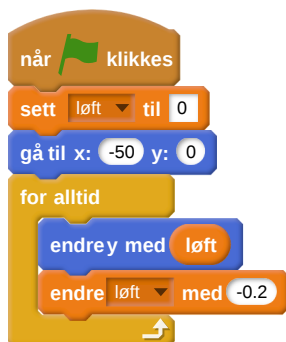 når klikkes
sett løft til 0
gå til x: -50 y: 0
for alltid
endre y med løft
endre løft med -0.2